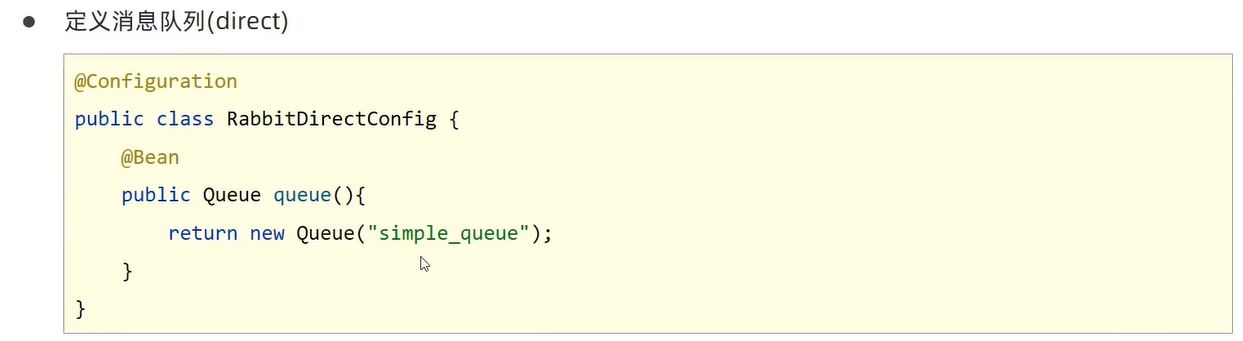 ● 定义消息队列(direct)
@Configuration
public class RabbitDirectConfig {
    @Bean
    public Queue queue(){
        return new Queue("simple_queue");
    }
}